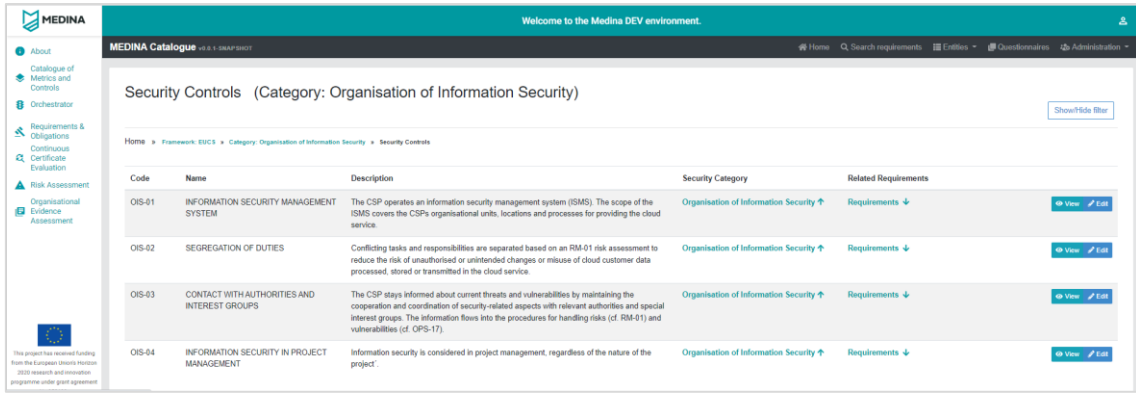 MEDINA
Welcome to the Medina DEV environment.
About
Catalogue of
Metrics and
Controls
Orchestrator
Requirements &
Obligations
Continuous
Certificate
Evaluation
Risk Assessment
Organisational
Evidence
Assessment
This project has received funding
from the European Union's Horizon
2020 research and innovation
programme under grant agreement
MEDINA Catalogue v0.0.1-SNAPSHOT
Home Search requirements Entities Questionnaires Administration
Security Controls (Category: Organisation of Information Security)
Show/Hide filter
Home » Framework: EUCS » Category: Organisation of Information Security » Security Controls
Code Name Description Security Category Related Requirements
OIS-01 INFORMATION SECURITY MANAGEMENT The CSP operates an information security management system (ISMS). The scope of the Organisation of Information Security ↑ Requirements ↓ View Edit
SYSTEM ISMS covers the CSPs organisational units, locations and processes for providing the cloud
service.
OIS-02 SEGREGATION OF DUTIES Conflicting tasks and responsibilities are separated based on an RM-01 risk assessment to Organisation of Information Security ↑ Requirements ↓ View Edit
reduce the risk of unauthorised or unintended changes or misuse of cloud customer data
processed, stored or transmitted in the cloud service.
OIS-03 CONTACT WITH AUTHORITIES AND The CSP stays informed about current threats and vulnerabilities by maintaining the Organisation of Information Security ↑ Requirements ↓ View Edit
INTEREST GROUPS cooperation and coordination of security-related aspects with relevant authorities and special
interest groups. The information flows into the procedures for handling risks (cf. RM-01) and
vulnerabilities (cf. OPS-17).
OIS-04 INFORMATION SECURITY IN PROJECT Information security is considered in project management, regardless of the nature of the Organisation of Information Security ↑ Requirements ↓ View Edit
MANAGEMENT project`.